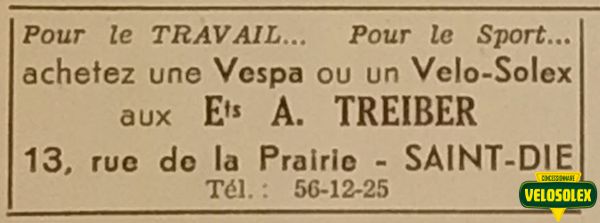 Pour le TRAVAIL... Pour le Sport...
achetez une Vespa ou un Velo-Solex
aux Ets A. TREIBER
13, rue de la Prairie - SAINT-DIE
Tél. : 56-12-25
CONCESSIONNAIRE
VELOSOLEX